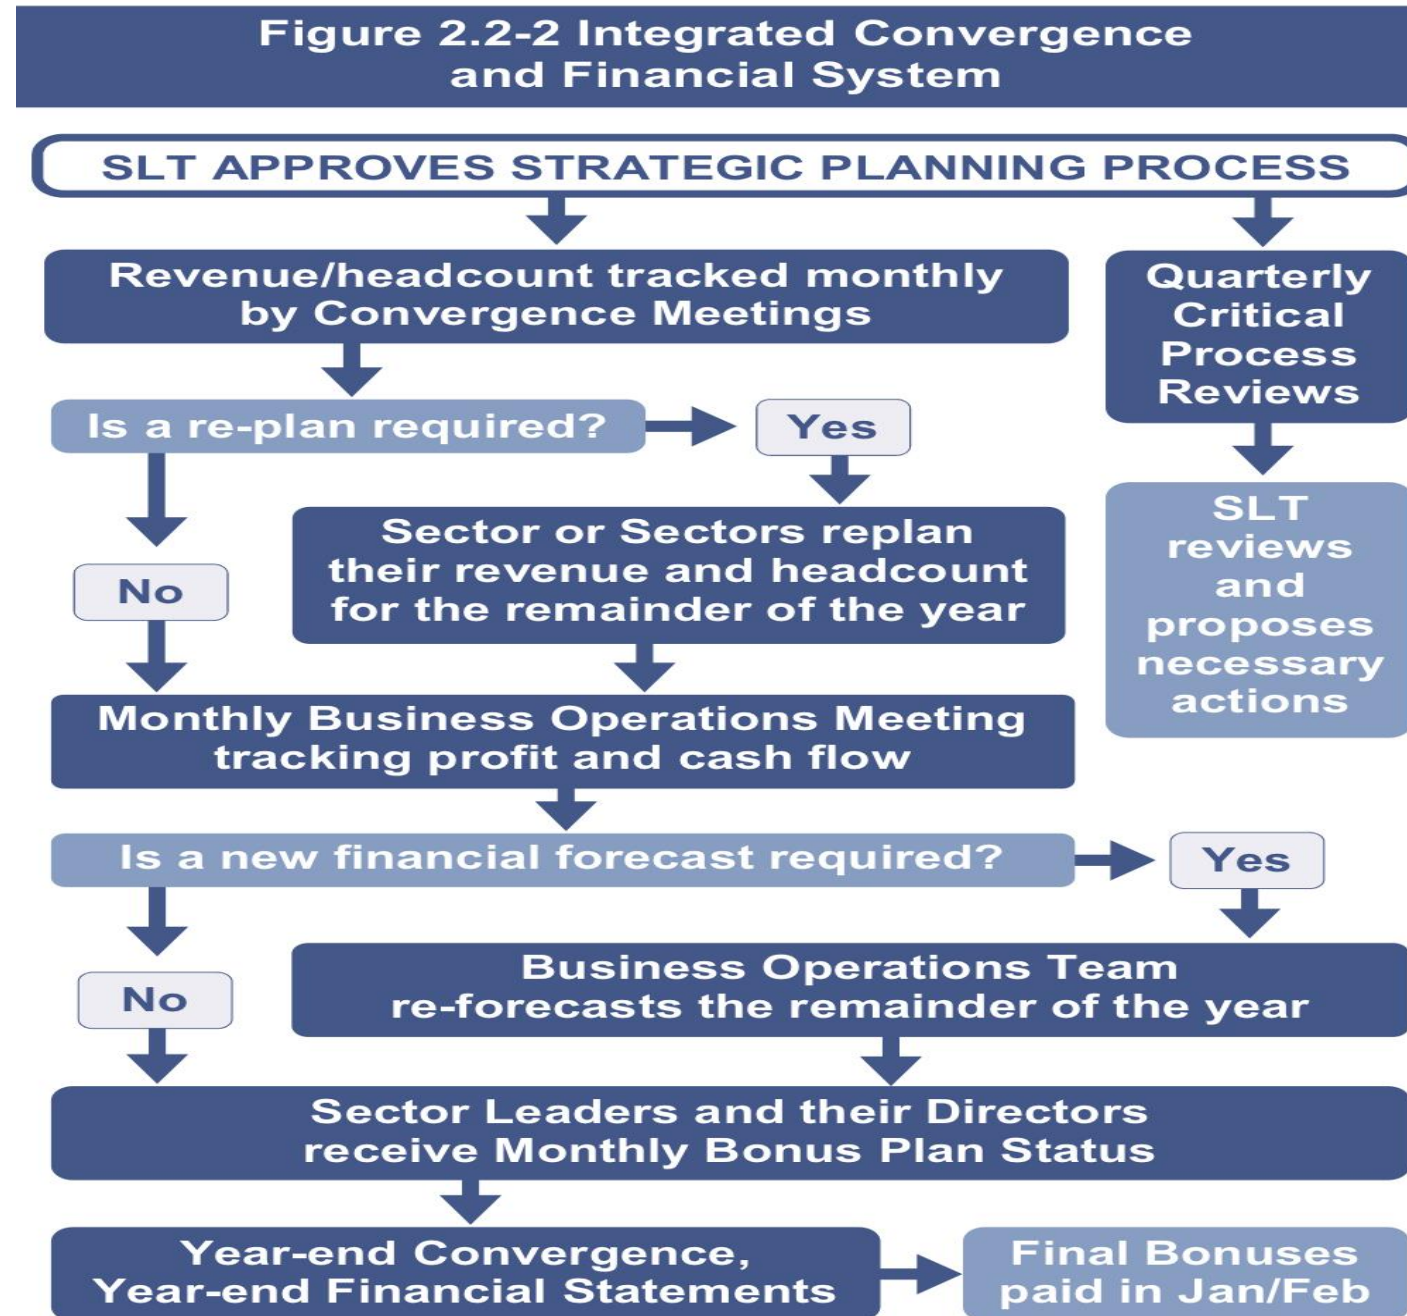 Figure 2.2-2 Integrated Convergence
and Financial System
SLT APPROVES STRATEGIC PLANNING PROCESS
Revenue/headcount tracked monthly
by Convergence Meetings
Quarterly
Critical
Process
Reviews
Is a re-plan required?
Yes
SLT
reviews
and
proposes
necessary
actions
Sector or Sectors replan
their revenue and headcount
for the remainder of the year
No
Monthly Business Operations Meeting
tracking profit and cash flow
Is a new financial forecast required?
Yes
Business Operations Team
re-forecasts the remainder of the year
No
Sector Leaders and their Directors
receive Monthly Bonus Plan Status
Year-end Convergence,
Year-end Financial Statements
Final Bonuses
paid in Jan/Feb